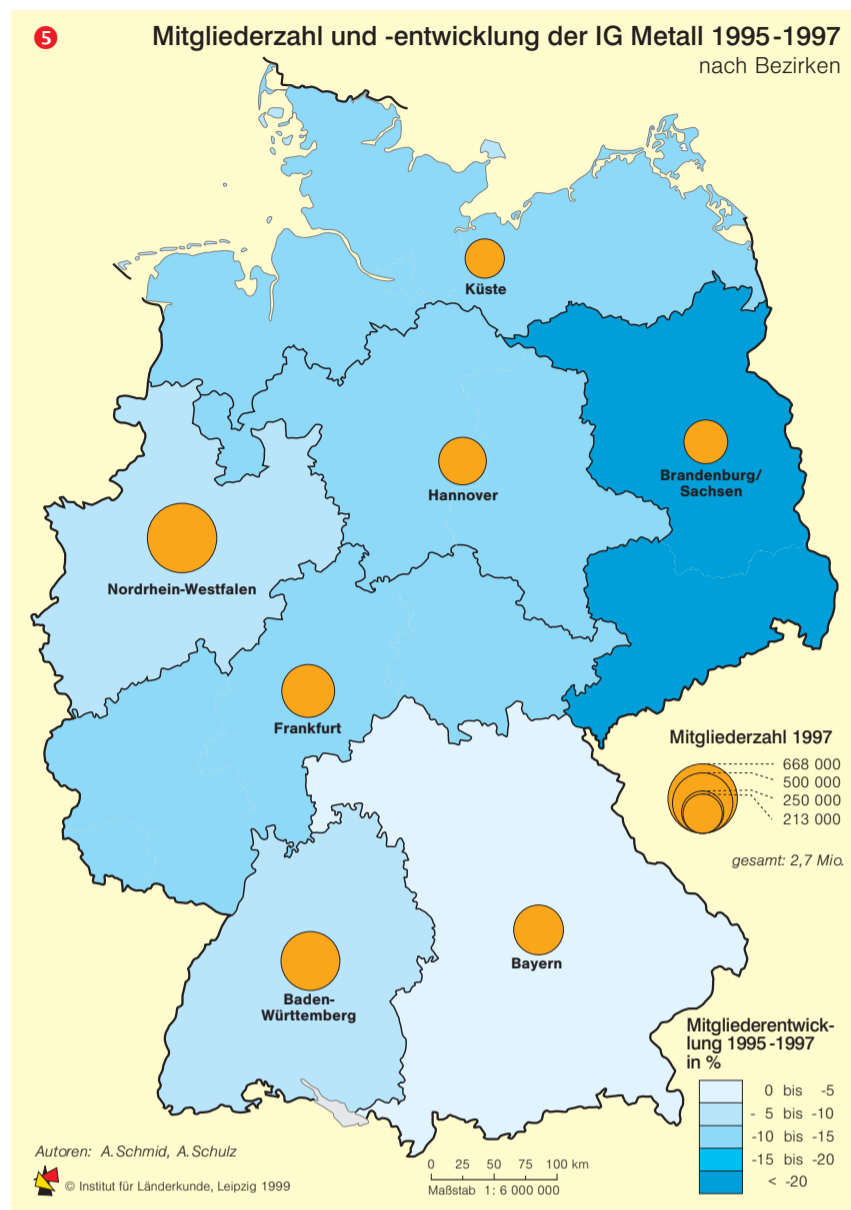 5
Mitgliederzahl und -entwicklung der IG Metall 1995-1997
nach Bezirken
Küste
Hannover
Brandenburg/
Sachsen
Nordrhein-Westfalen
Frankfurt
Bayern
Baden-
Württemberg
Mitgliederzahl 1997
668 000
500 000
250 000
213 000
gesamt: 2,7 Mio.
Mitgliederentwick-
lung 1995-1997
in %
0 bis -5
- 5 bis -10
-10 bis -15
-15 bis -20
< -20
Autoren: A.Schmid, A.Schulz
© Institut für Länderkunde, Leipzig 1999
0 25 50 75 100 km
Maßstab 1: 6 000 000